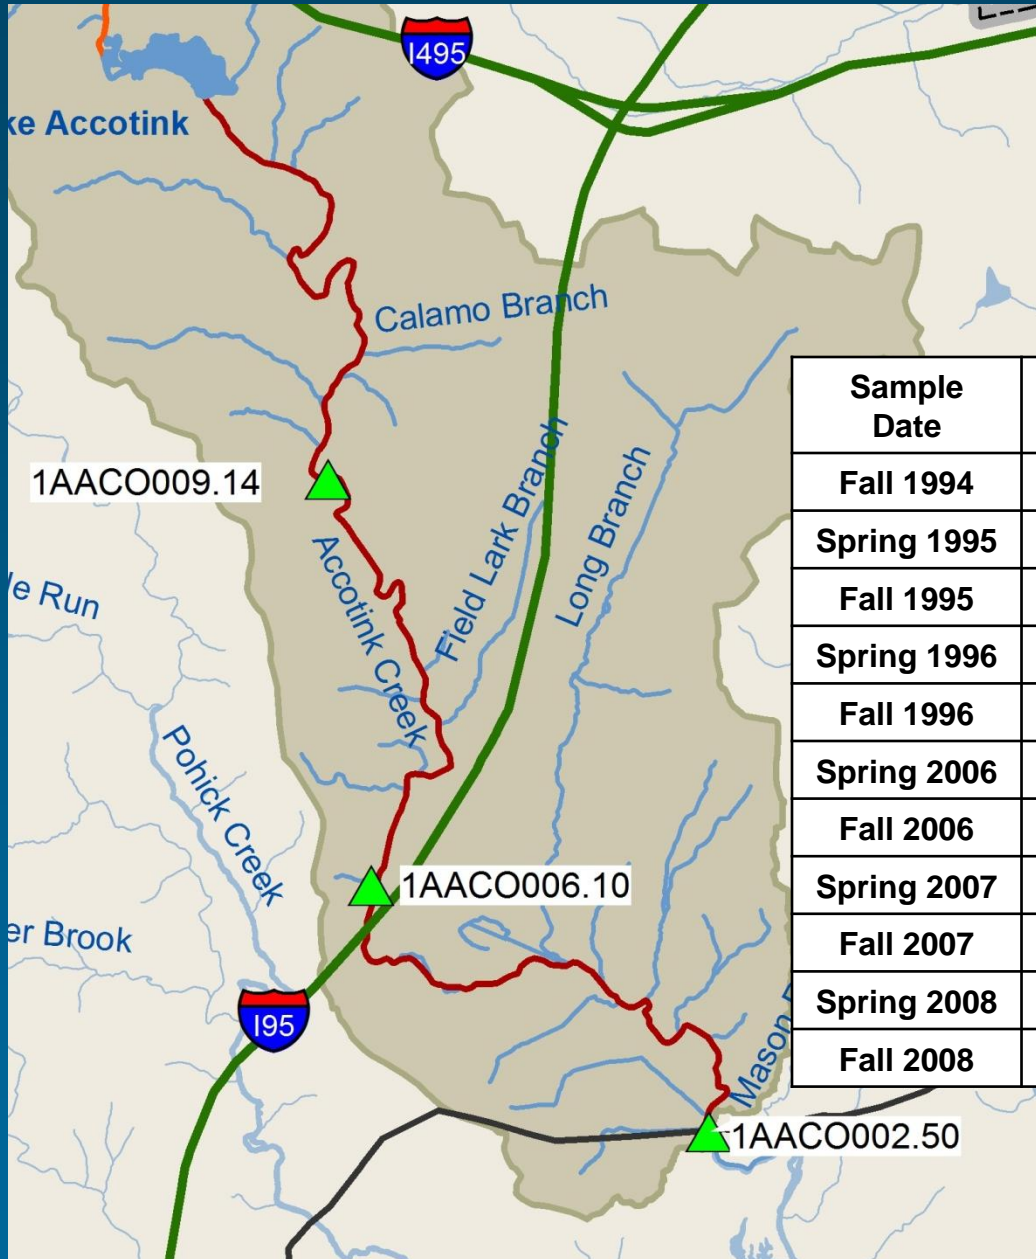 I495
ke Accotink
Calamo Branch
1AACO009.14
Accotink Creek
Field Lark Branch
Long Branch
le Run
Pohick Creek
1AACO006.10
er Brook
I95
Mason
1AACO002.50
Sample
Date
Fall 1994
Spring 1995
Fall 1995
Spring 1996
Fall 1996
Spring 2006
Fall 2006
Spring 2007
Fall 2007
Spring 2008
Fall 2008